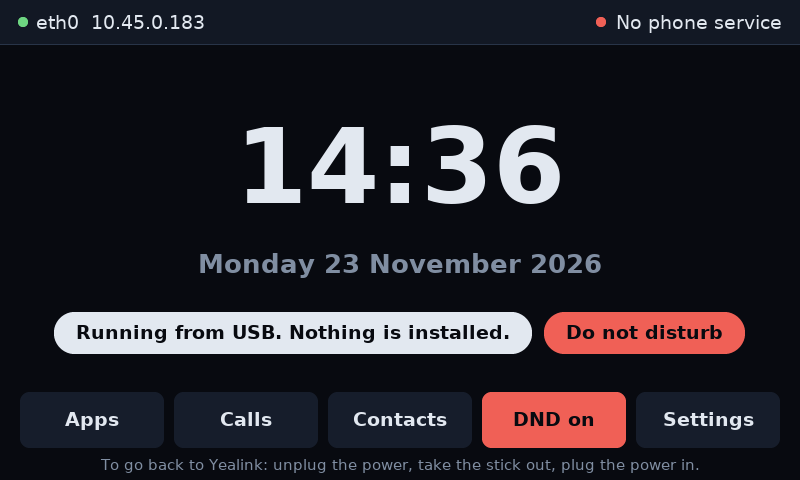 eth0 10.45.0.183
No phone service
14:36
Monday 23 November 2026
Running from USB. Nothing is installed.
Do not disturb
Apps
Calls
Contacts
DND on
Settings
To go back to Yealink: unplug the power, take the stick out, plug the power in.